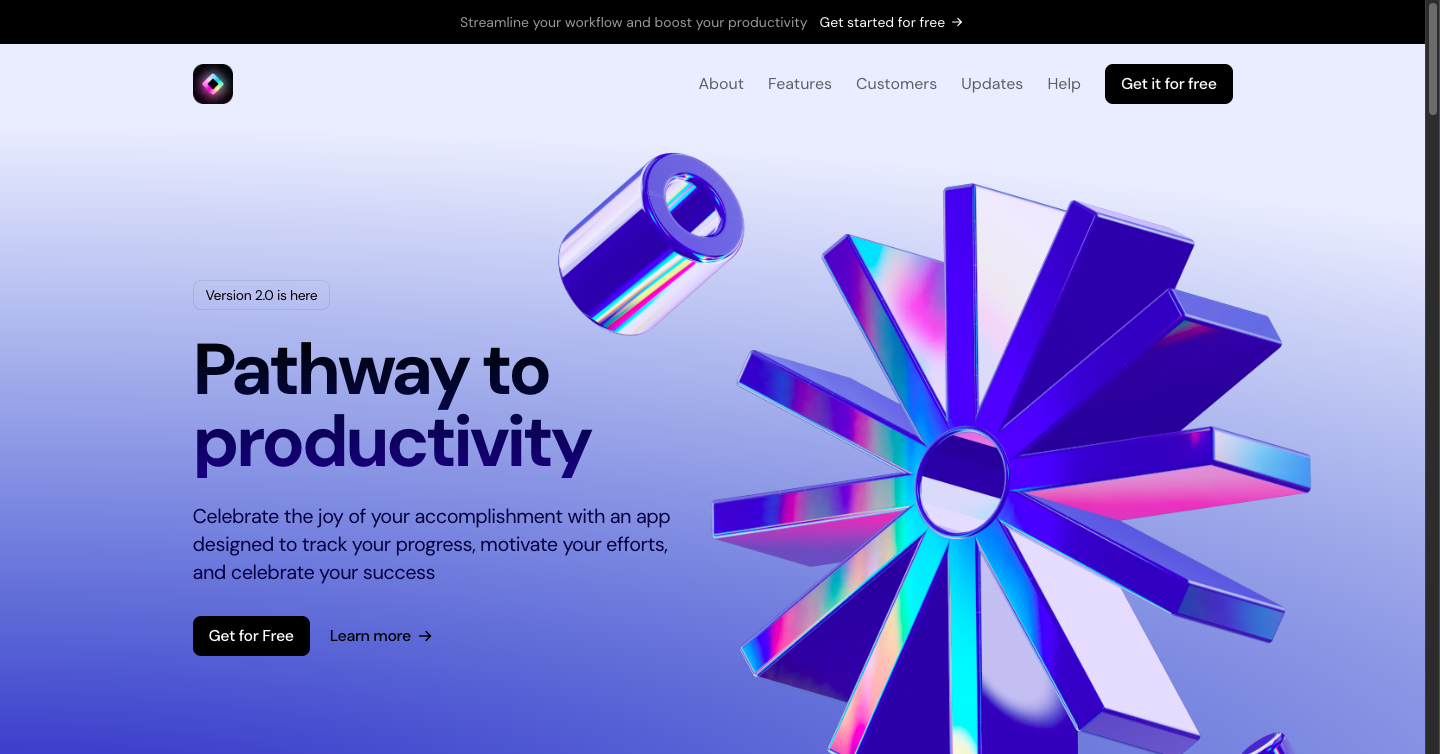 Streamline your workflow and boost your productivity Get started for free →
About Features Customers Updates Help Get it for free
Version 2.0 is here
Pathway to
productivity
Celebrate the joy of your accomplishment with an app
designed to track your progress, motivate your efforts,
and celebrate your success
Get for Free Learn more →